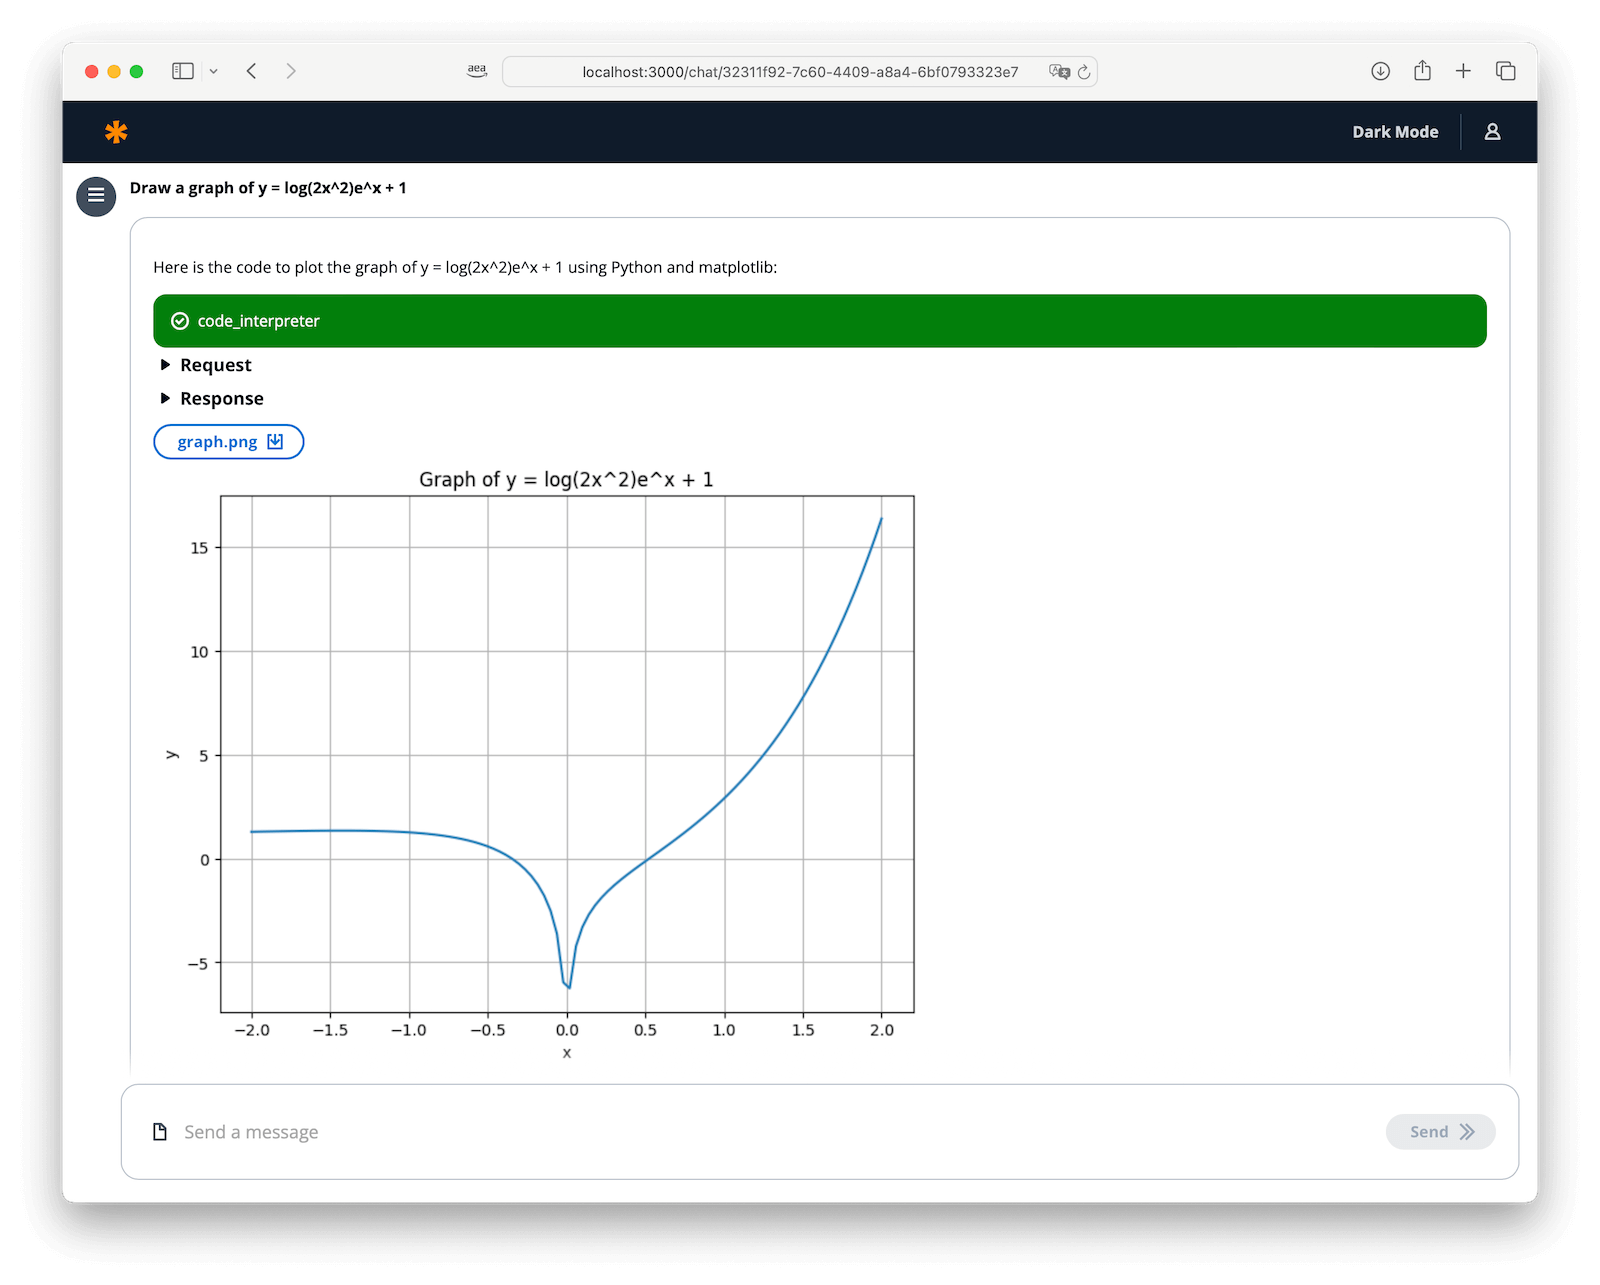 aea
localhost:3000/chat/32311f92-7c60-4409-a8a4-6bf0793323e7
Dark Mode
Draw a graph of y = log(2x^2)e^x + 1
Here is the code to plot the graph of y = log(2x^2)e^x + 1 using Python and matplotlib:
code_interpreter
Request
Response
graph.png
Graph of y = log(2x^2)e^x + 1
15
10
5
0
−5
y
−2.0 −1.5 −1.0 −0.5 0.0 0.5 1.0 1.5 2.0
x
Send a message
Send